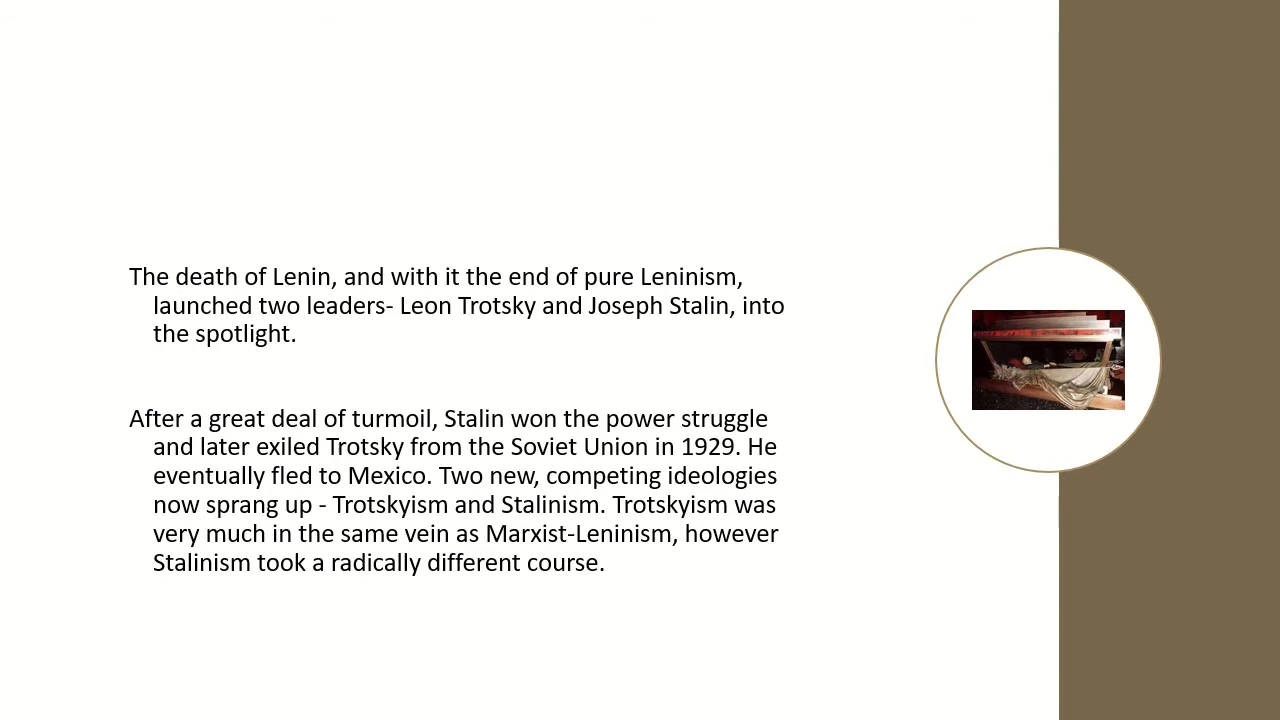 The death of Lenin, and with it the end of pure Leninism,
launched two leaders- Leon Trotsky and Joseph Stalin, into
the spotlight.
After a great deal of turmoil, Stalin won the power struggle
and later exiled Trotsky from the Soviet Union in 1929. He
eventually fled to Mexico. Two new, competing ideologies
now sprang up - Trotskyism and Stalinism. Trotskyism was
very much in the same vein as Marxist-Leninism, however
Stalinism took a radically different course.